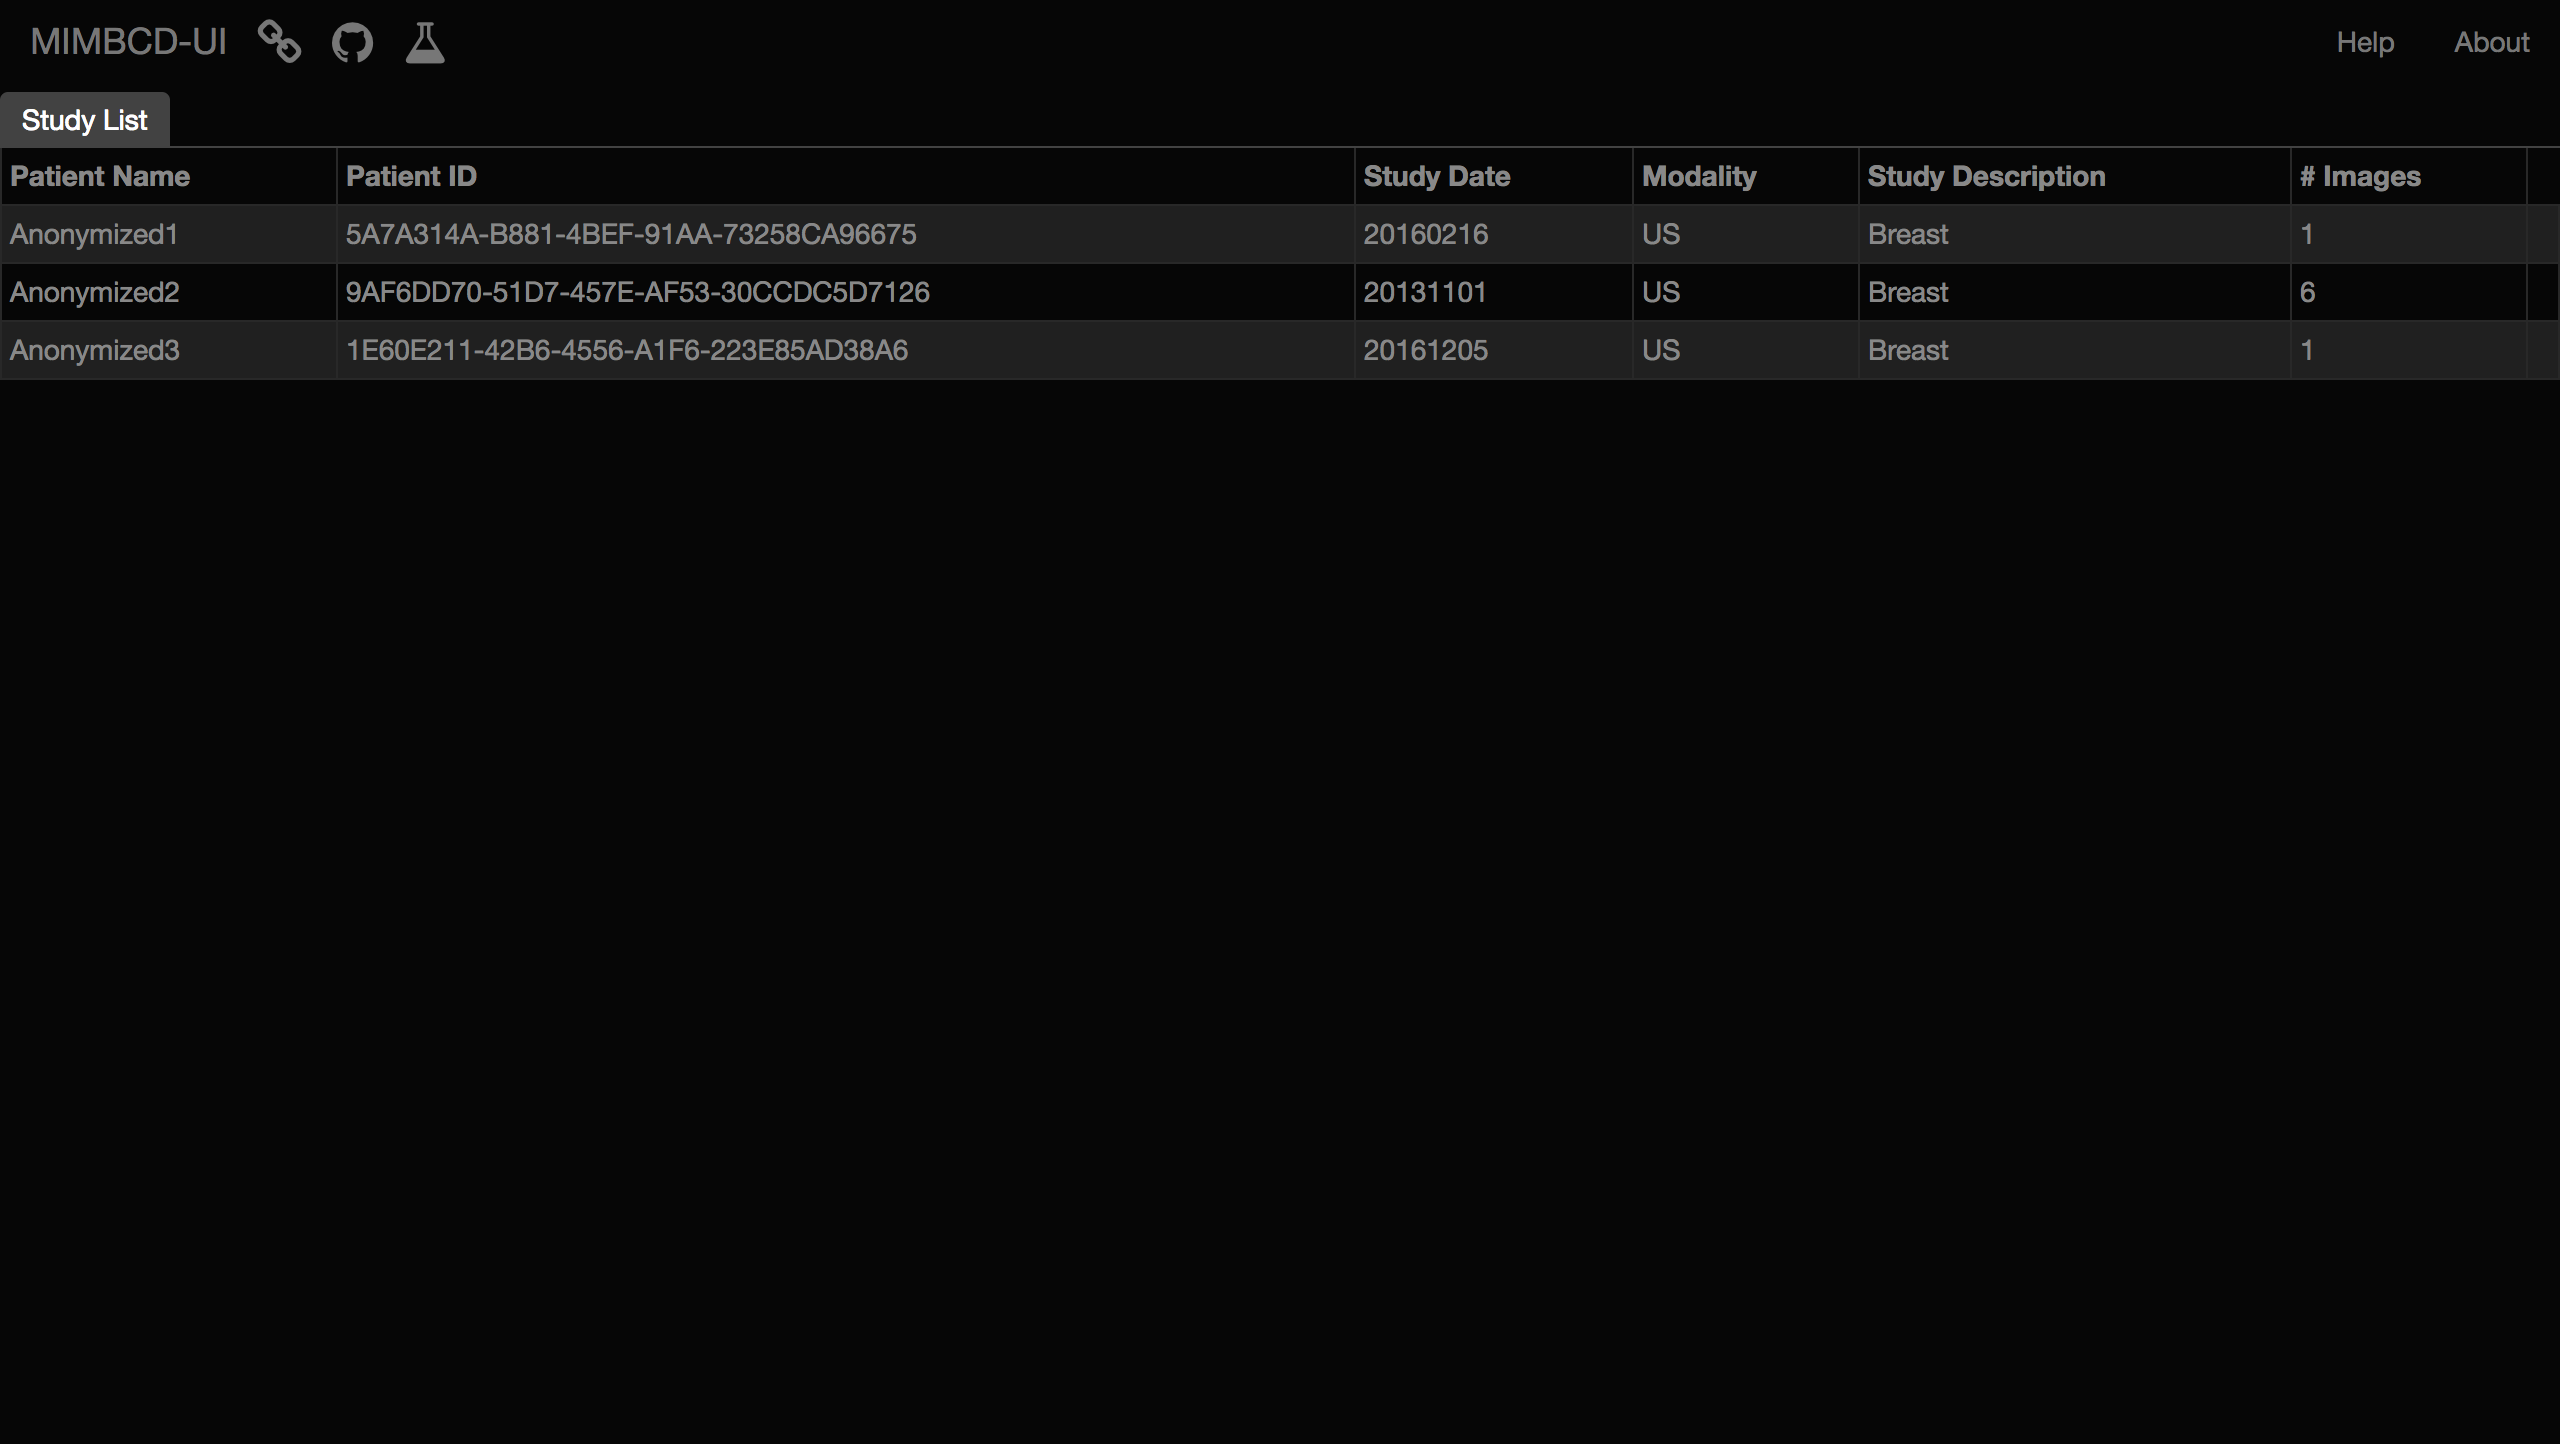 MIMBCD-UI Help About
Study List
Patient Name Patient ID Study Date Modality Study Description # Images
Anonymized1 5A7A314A-B881-4BEF-91AA-73258CA96675 20160216 US Breast 1
Anonymized2 9AF6DD70-51D7-457E-AF53-30CCDC5D7126 20131101 US Breast 6
Anonymized3 1E60E211-42B6-4556-A1F6-223E85AD38A6 20161205 US Breast 1